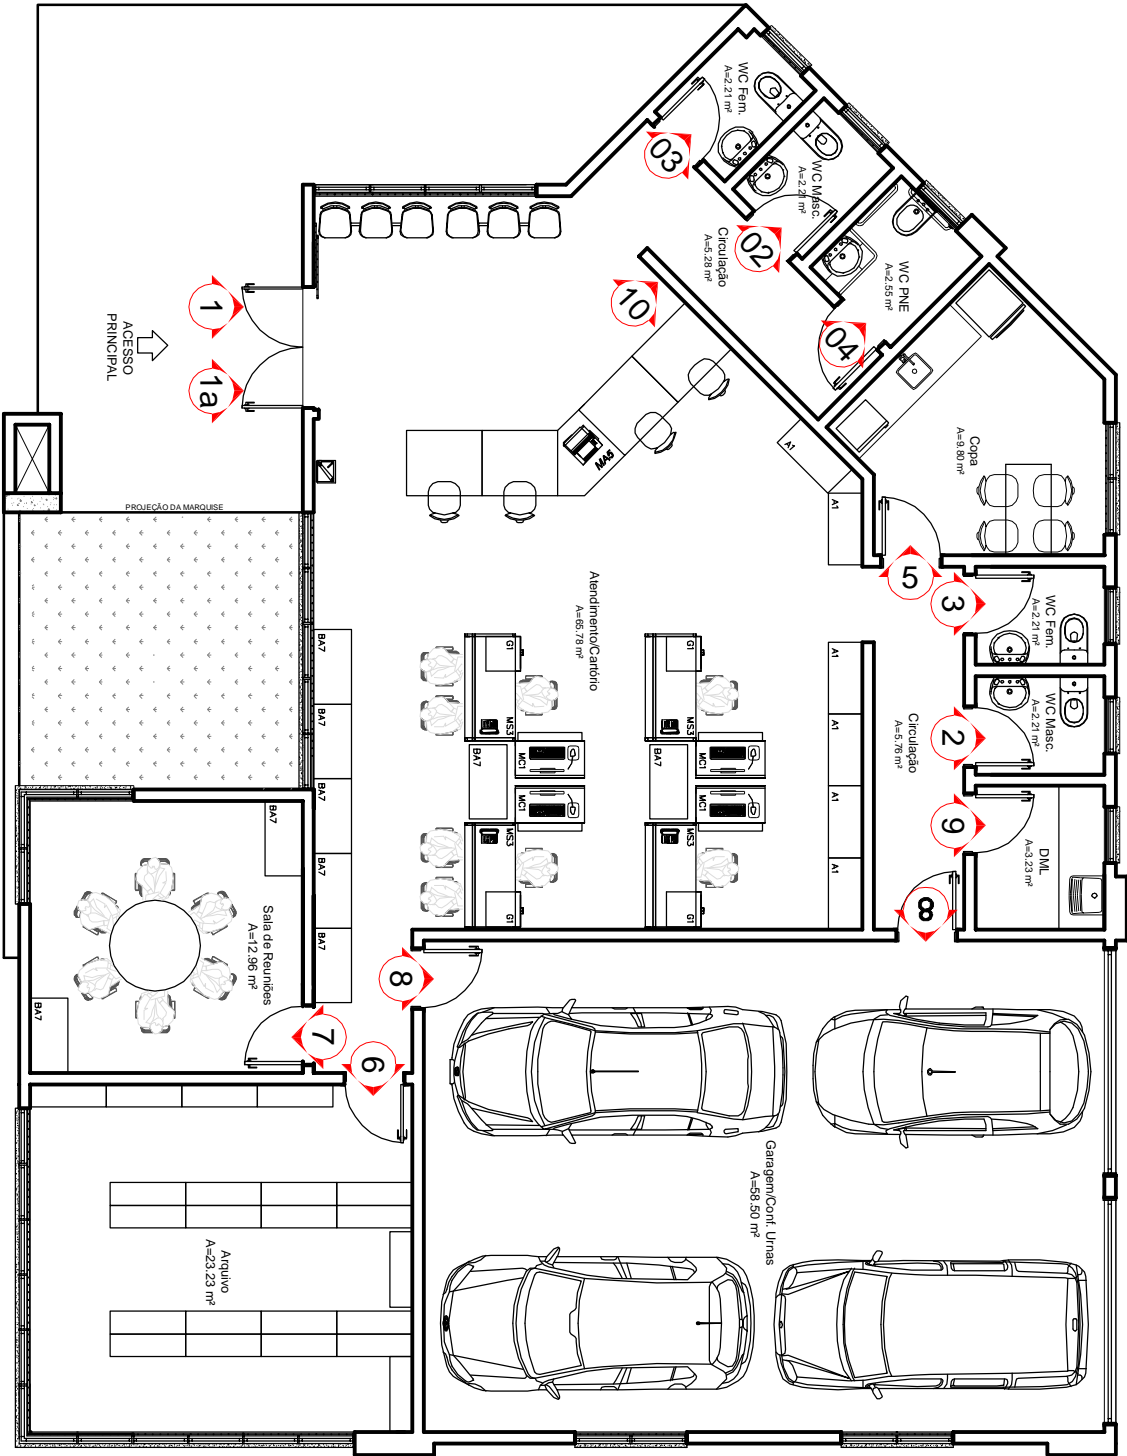 WC Fem.
A=2.21 m²
WC Masc.
A=2.21 m²
WC PNE
A=2.55 m²
03
02
04
Circulação
A=5.28 m²
10
1
1a
ACESSO
PRINCIPAL
PROJEÇÃO DA MARQUISE
MA5
A1
A1
Copa
A=9.80 m²
5
3
WC Fem.
A=2.21 m²
2
WC Masc.
A=2.21 m²
9
DML
A=3.23 m²
8
Circulação
A=5.76 m²
A1
A1
A1
A1
Atendimento/Cartório
A=65.78 m²
G1
MS3
BA7
MC1
MC1
MS3
G1
G1
MS3
BA7
MC1
MC1
MS3
G1
BA7
BA7
BA7
BA7
BA7
BA7
Sala de Reuniões
A=12.96 m²
BA7
8
7
6
Garagem/Conf. Urnas
A=58.50 m²
Arquivo
A=23.23 m²